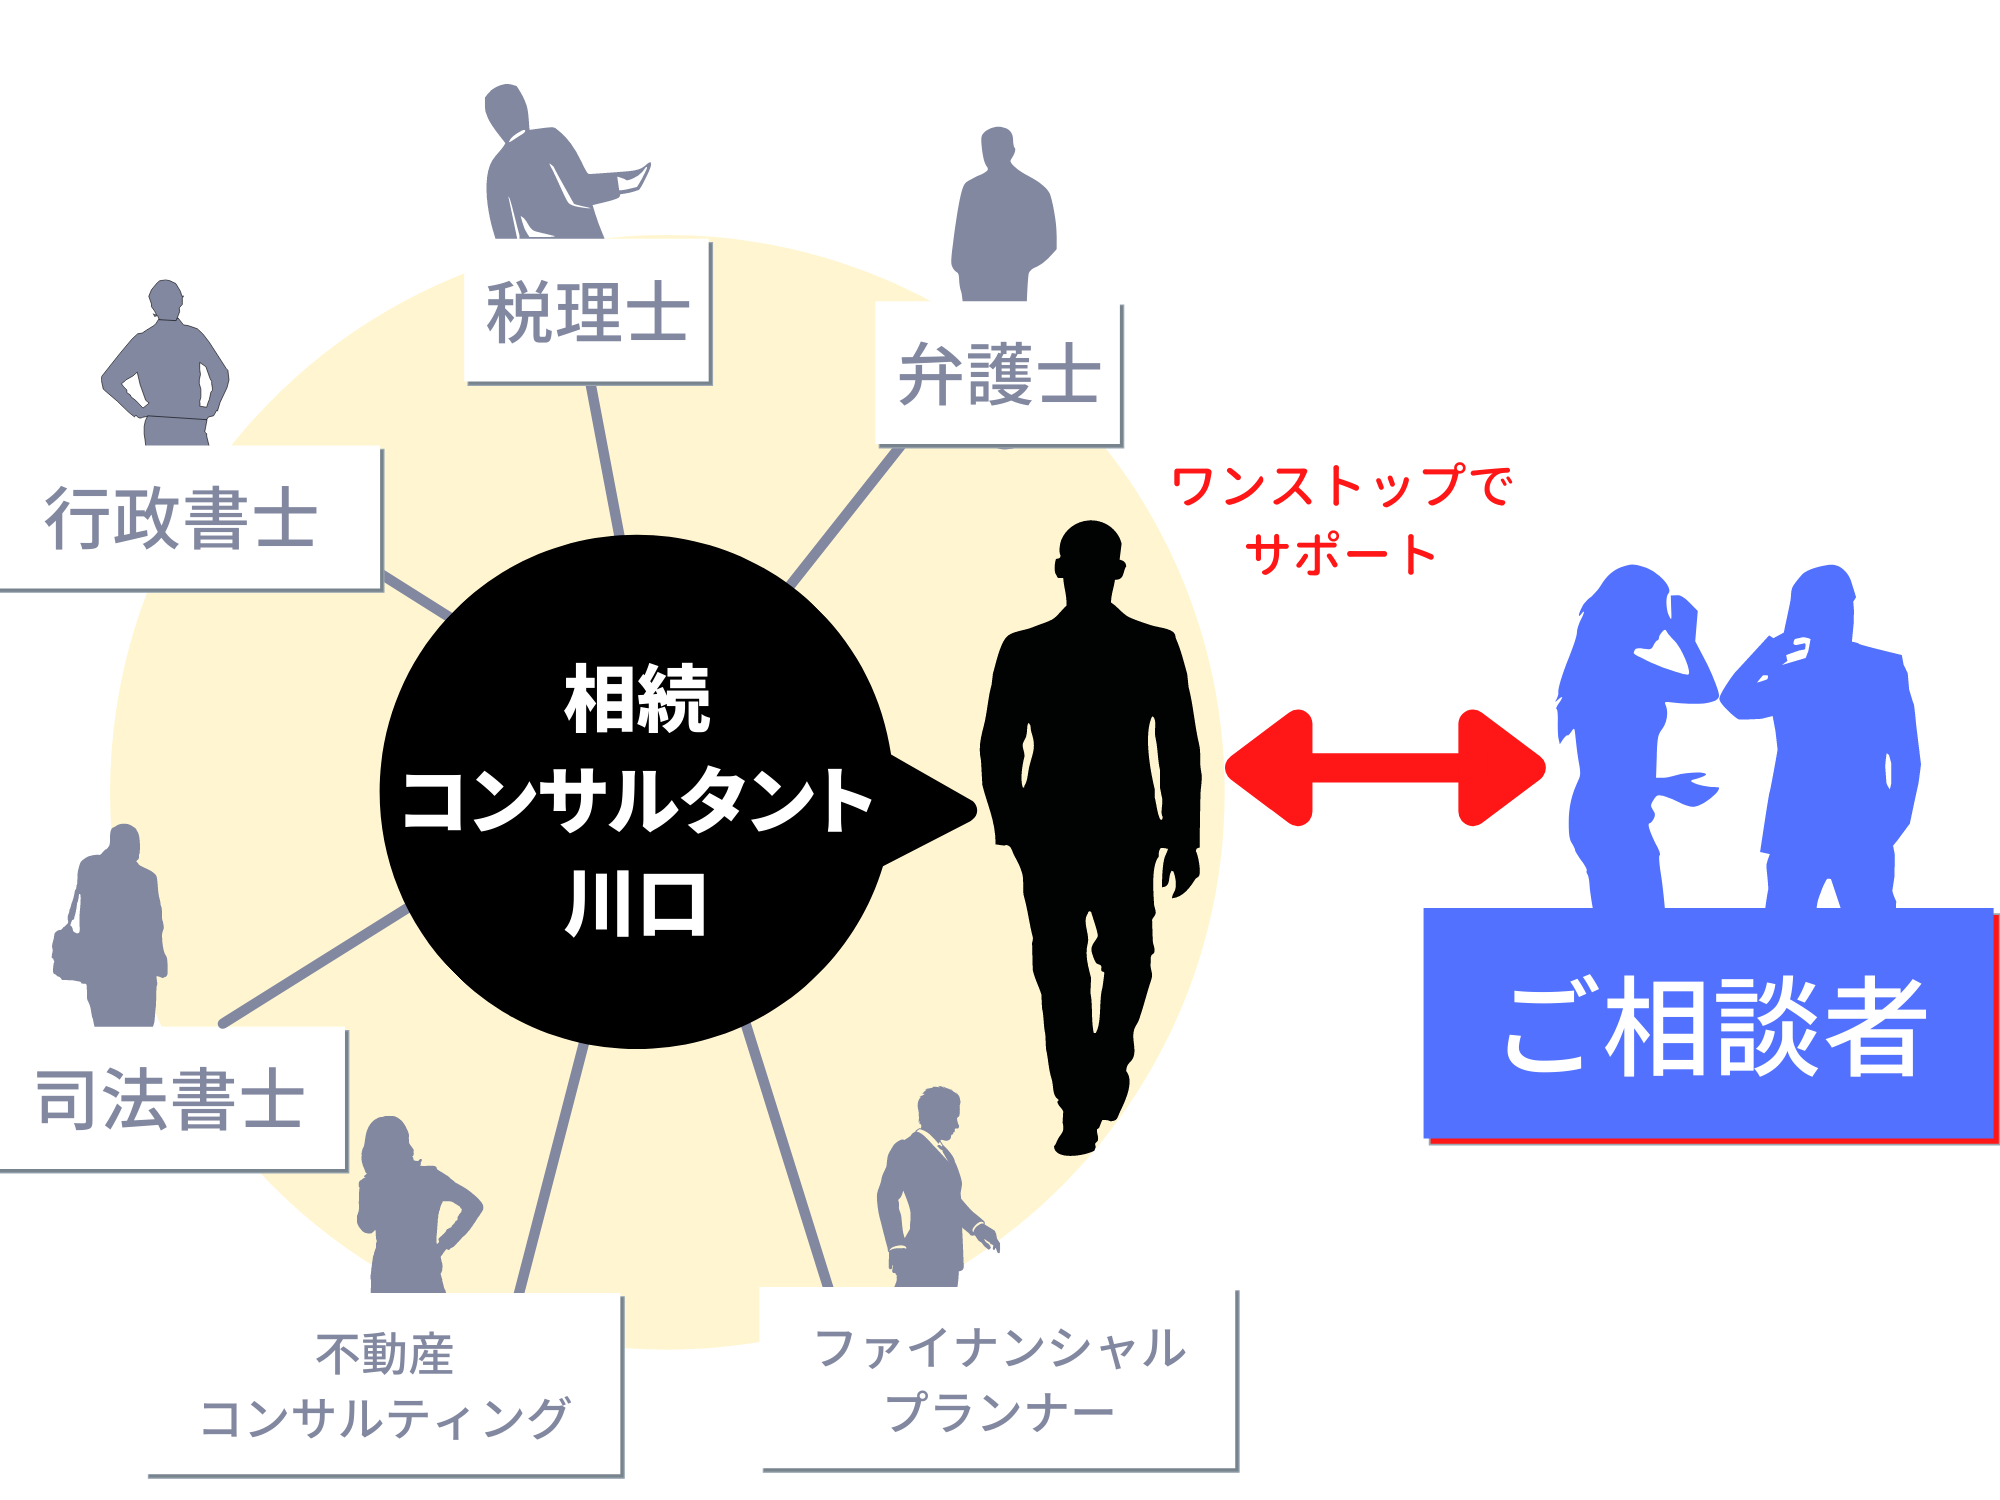 税理士
弁護士
行政書士
ワンストップで
サポート
相続
コンサルタント
川口
ご相談者
司法書士
不動産
コンサルティング
ファイナンシャル
プランナー